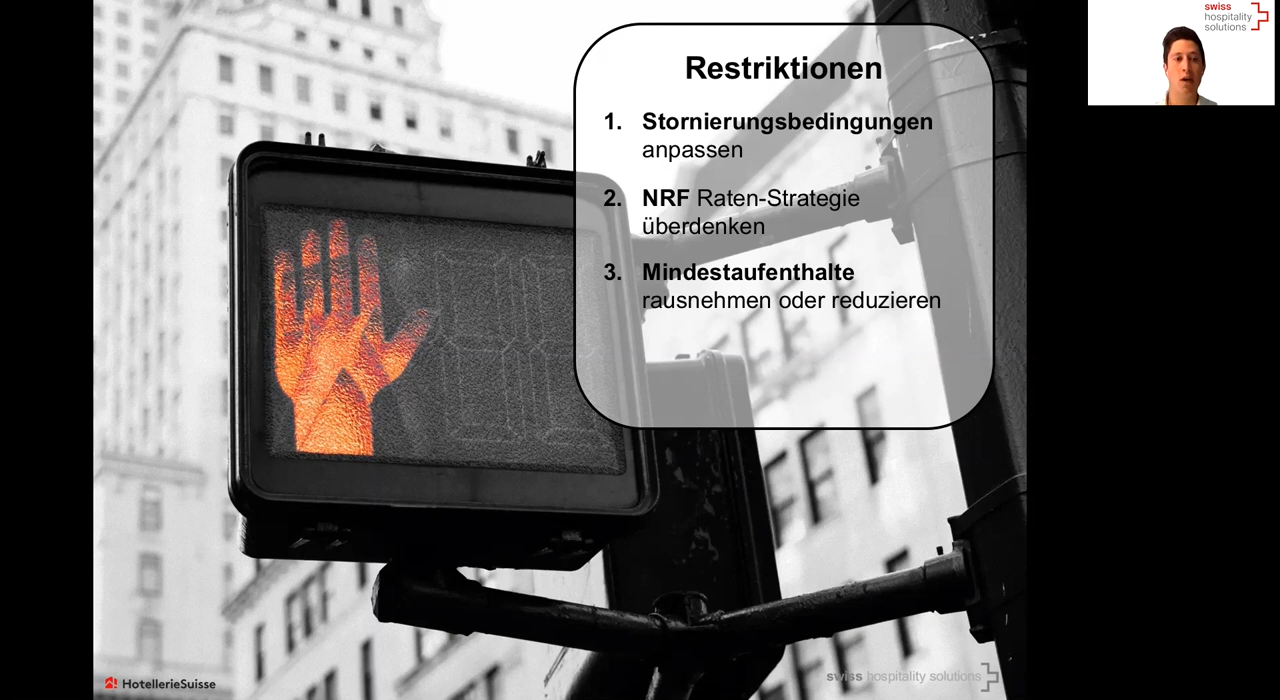 Restriktionen
1. Stornierungsbedingungen
anpassen
2. NRF Raten-Strategie
überdenken
3. Mindestaufenthalte
rausnehmen oder reduzieren
swiss
hospitality
solutions
HotellerieSuisse
swiss hospitality solutions